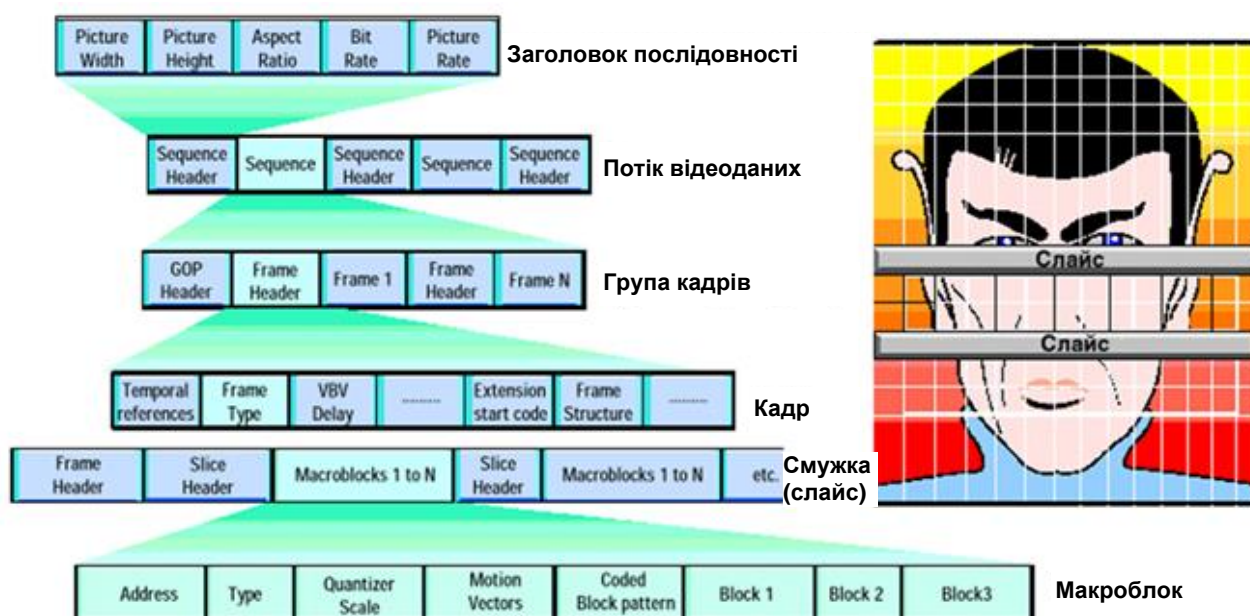 Picture Width Picture Height Aspect Ratio Bit Rate Picture Rate
Заголовок послідовності
Sequence Header Sequence Sequence Header Sequence Sequence Header
Потік відеоданих
GOP Header Frame Header Frame 1 Frame Header Frame N
Група кадрів
Temporal references Frame Type VBV Delay ......... Extension start code Frame Structure .........
Кадр
Frame Header Slice Header Macroblocks 1 to N Slice Header Macroblocks 1 to N etc.
Смужка
(слайс)
Address Type Quantizer Scale Motion Vectors Coded Block pattern Block 1 Block 2 Block3
Макроблок
Слайс
Слайс